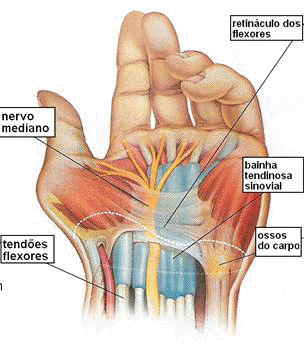 retináculo dos
flexores
nervo
mediano
bainha
tendinosa
sinovial
tendões
flexores
ossos
do carpo